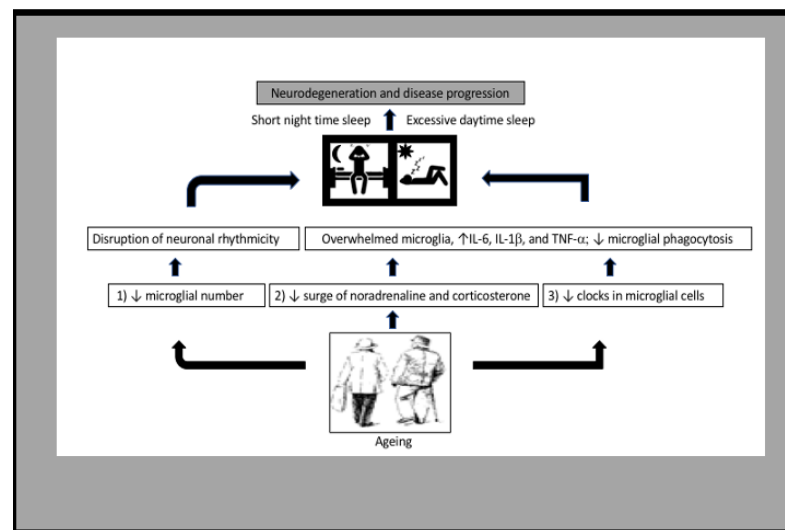 Neurodegeneration and disease progression
Short night time sleep
Excessive daytime sleep
Disruption of neuronal rhythmicity
Overwhelmed microglia, ↑IL-6, IL-1β, and TNF-α; ↓ microglial phagocytosis
1) ↓ microglial number
2) ↓ surge of noradrenaline and corticosterone
3) ↓ clocks in microglial cells
Ageing